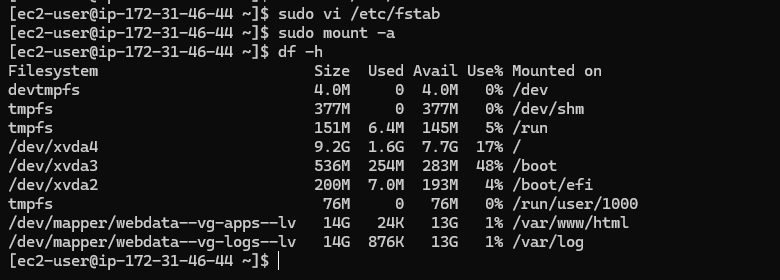 [ec2-user@ip-172-31-46-44 ~]$ sudo vi /etc/fstab
[ec2-user@ip-172-31-46-44 ~]$ sudo mount -a
[ec2-user@ip-172-31-46-44 ~]$ df -h
Filesystem                       Size  Used Avail Use% Mounted on
devtmpfs                         4.0M     0  4.0M   0% /dev
tmpfs                            377M     0  377M   0% /dev/shm
tmpfs                            151M  6.4M  145M   5% /run
/dev/xvda4                       9.2G  1.6G  7.7G  17% /
/dev/xvda3                       536M  254M  283M  48% /boot
/dev/xvda2                       200M  7.0M  193M   4% /boot/efi
tmpfs                             76M     0   76M   0% /run/user/1000
/dev/mapper/webdata--vg-apps--lv   14G   24K   13G   1% /var/www/html
/dev/mapper/webdata--vg-logs--lv   14G  876K   13G   1% /var/log
[ec2-user@ip-172-31-46-44 ~]$